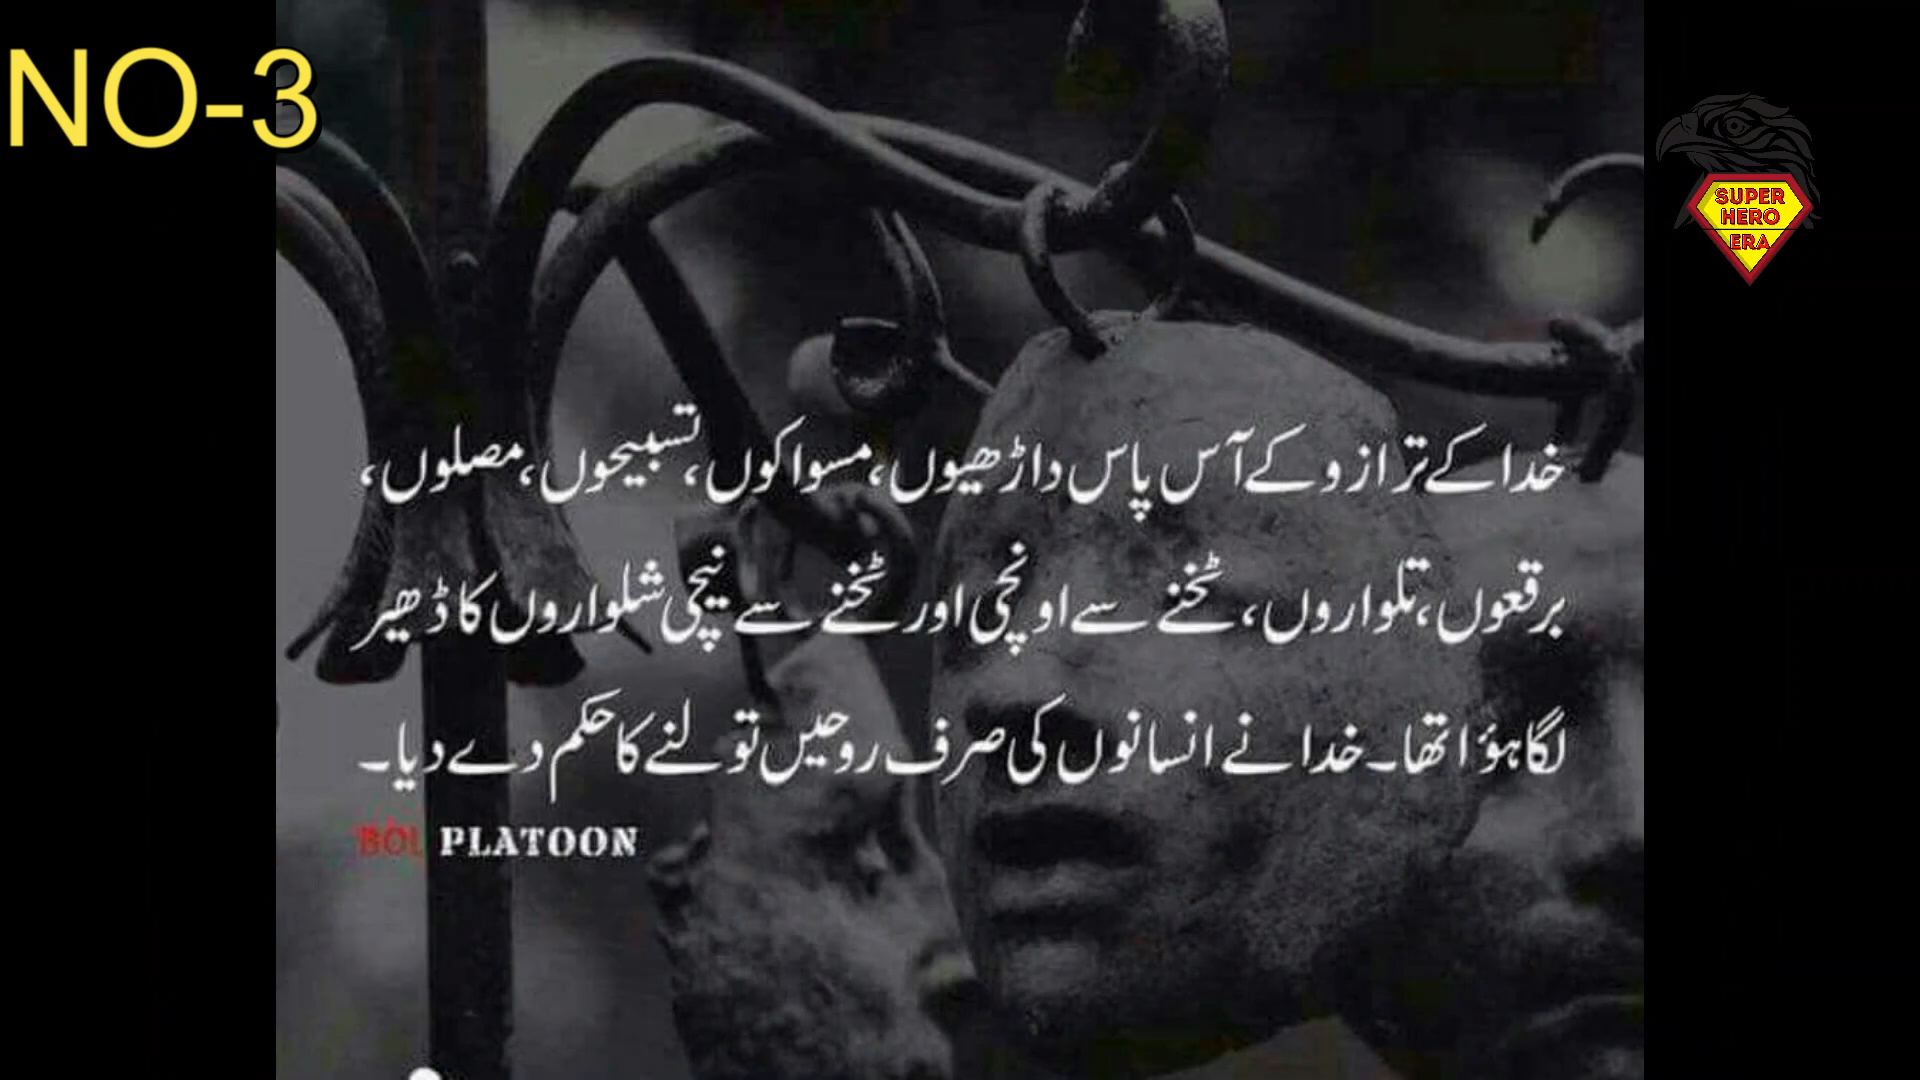 NO-3
SUPER
HERO
ERA
خدا کے ترازو کے آس پاس داڑھیوں، مسواکوں، تسبیحوں، مصلوں،
برقعوں، تلواروں، ٹخنے سے اونچی اور ٹخنے سے نیچی شلواروں کا ڈھیر
لگا ہؤا تھا۔ خدا نے انسانوں کی صرف روحیں تولنے کا حکم دے دیا۔
BOL PLATOON